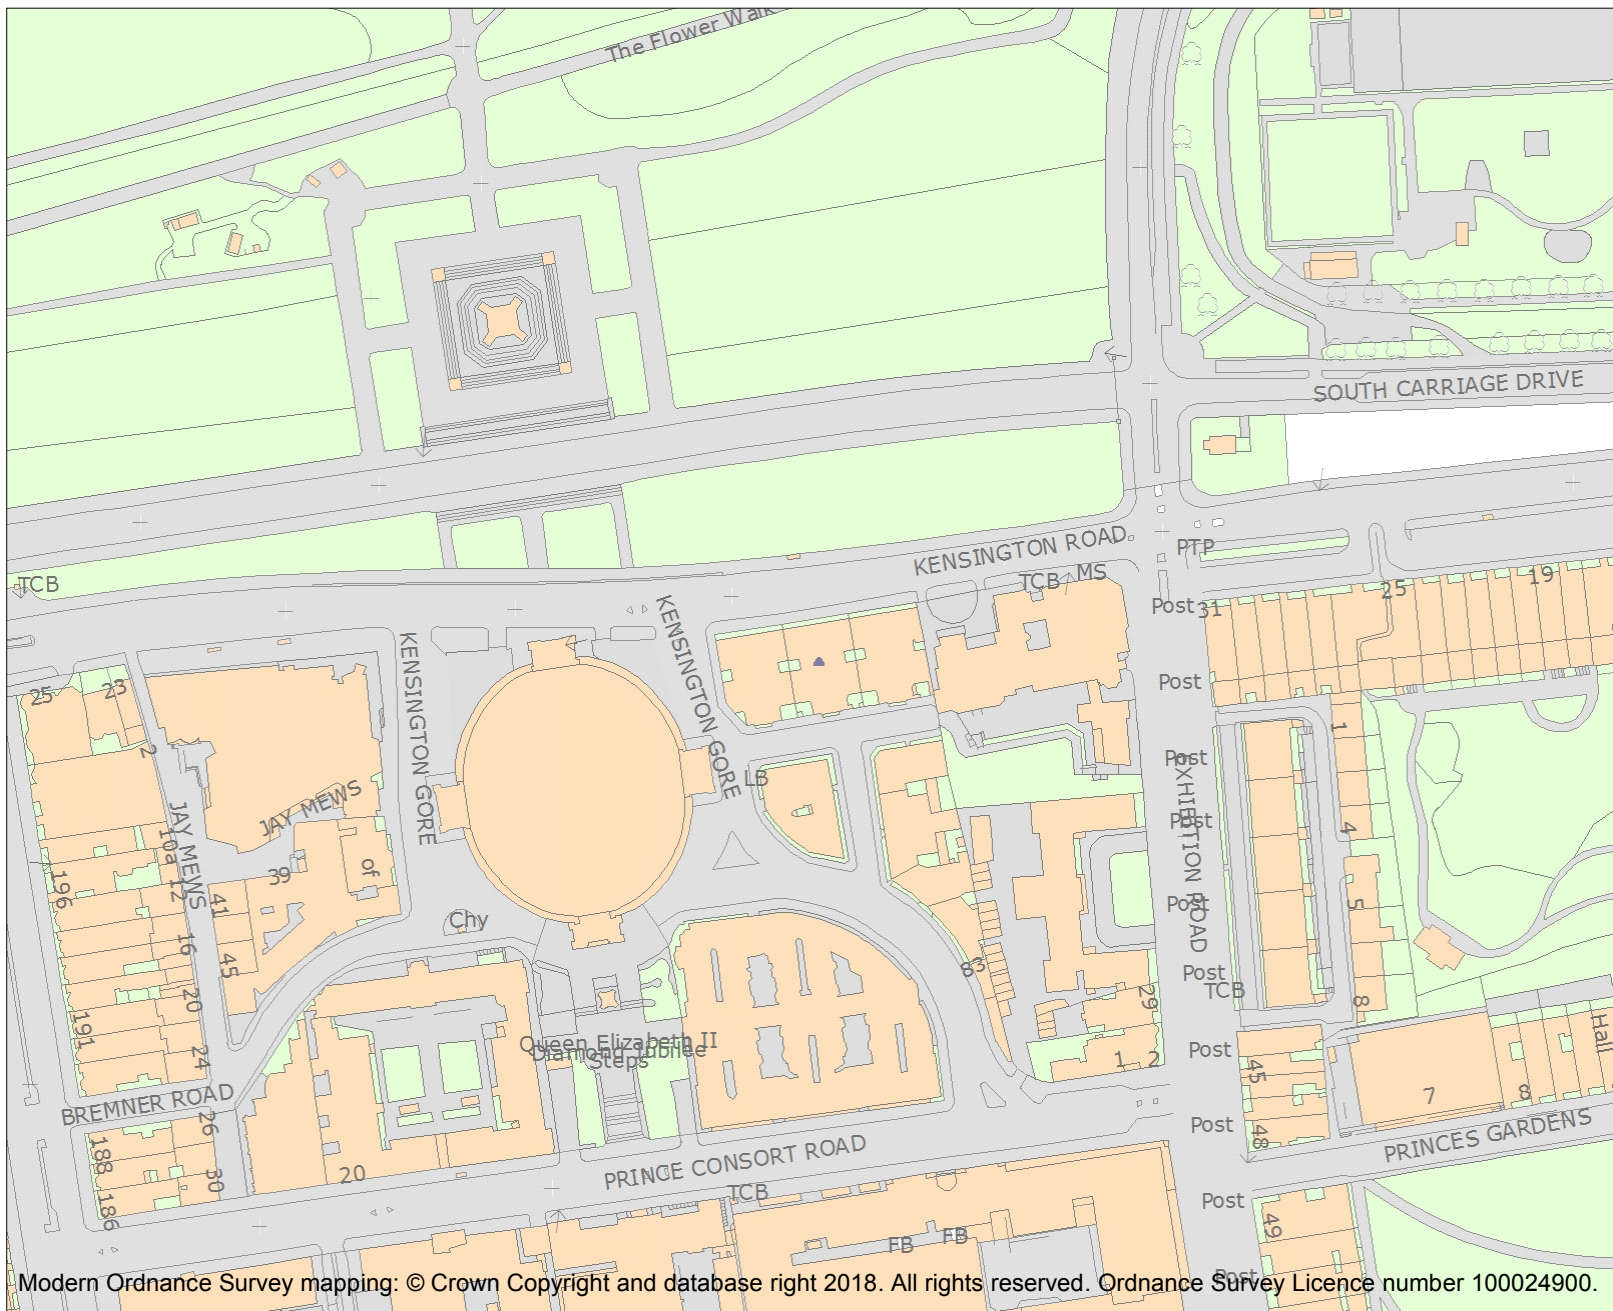 The Flower Walk
SOUTH CARRIAGE DRIVE
KENSINGTON ROAD
PTP
TCB
TCB
MS
Post
31
25
19
KENSINGTON GORE
KENSINGTON GORE
25
23
2
Post
1
LB
Post
EXHIBITION ROAD
JAY MEWS
JAY MEWS
Post
4
10a
12
39
of
196
41
Post
5
Chy
16
45
83
Post
TCB
20
29
8
191
Queen Elizabeth II
Diamond Jubilee
Steps
Hall
24
1
2
Post
45
7
8
BREMNER ROAD
26
Post
48
PRINCES GARDENS
188
30
20
PRINCE CONSORT ROAD
TCB
186
Post
49
FB
FB
Post
Modern Ordnance Survey mapping: © Crown Copyright and database right 2018. All rights reserved. Ordnance Survey Licence number 100024900.